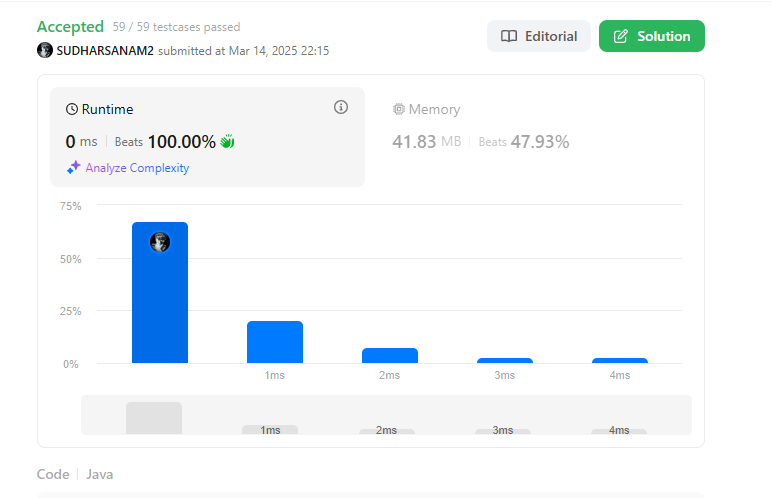 Accepted 59 / 59 testcases passed
SUDHARSANAM2 submitted at Mar 14, 2025 22:15
Editorial
Solution
Runtime
0 ms Beats 100.00%
Analyze Complexity
Memory
41.83 MB Beats 47.93%
75%
50%
25%
0%
1ms 2ms 3ms 4ms
1ms 2ms 3ms 4ms
Code Java